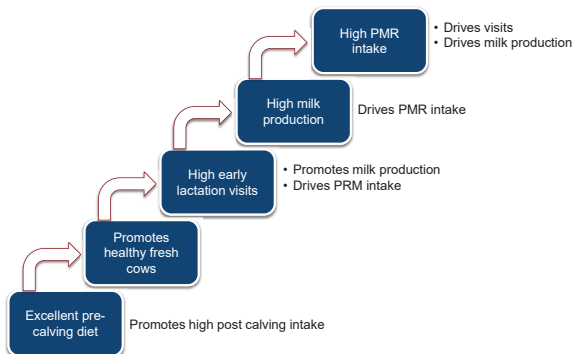 High PMR
intake
• Drives visits
• Drives milk production
High milk
production
Drives PMR intake
High early
lactation visits
• Promotes milk production
• Drives PRM intake
Promotes
healthy fresh
cows
Excellent pre-
calving diet
Promotes high post calving intake